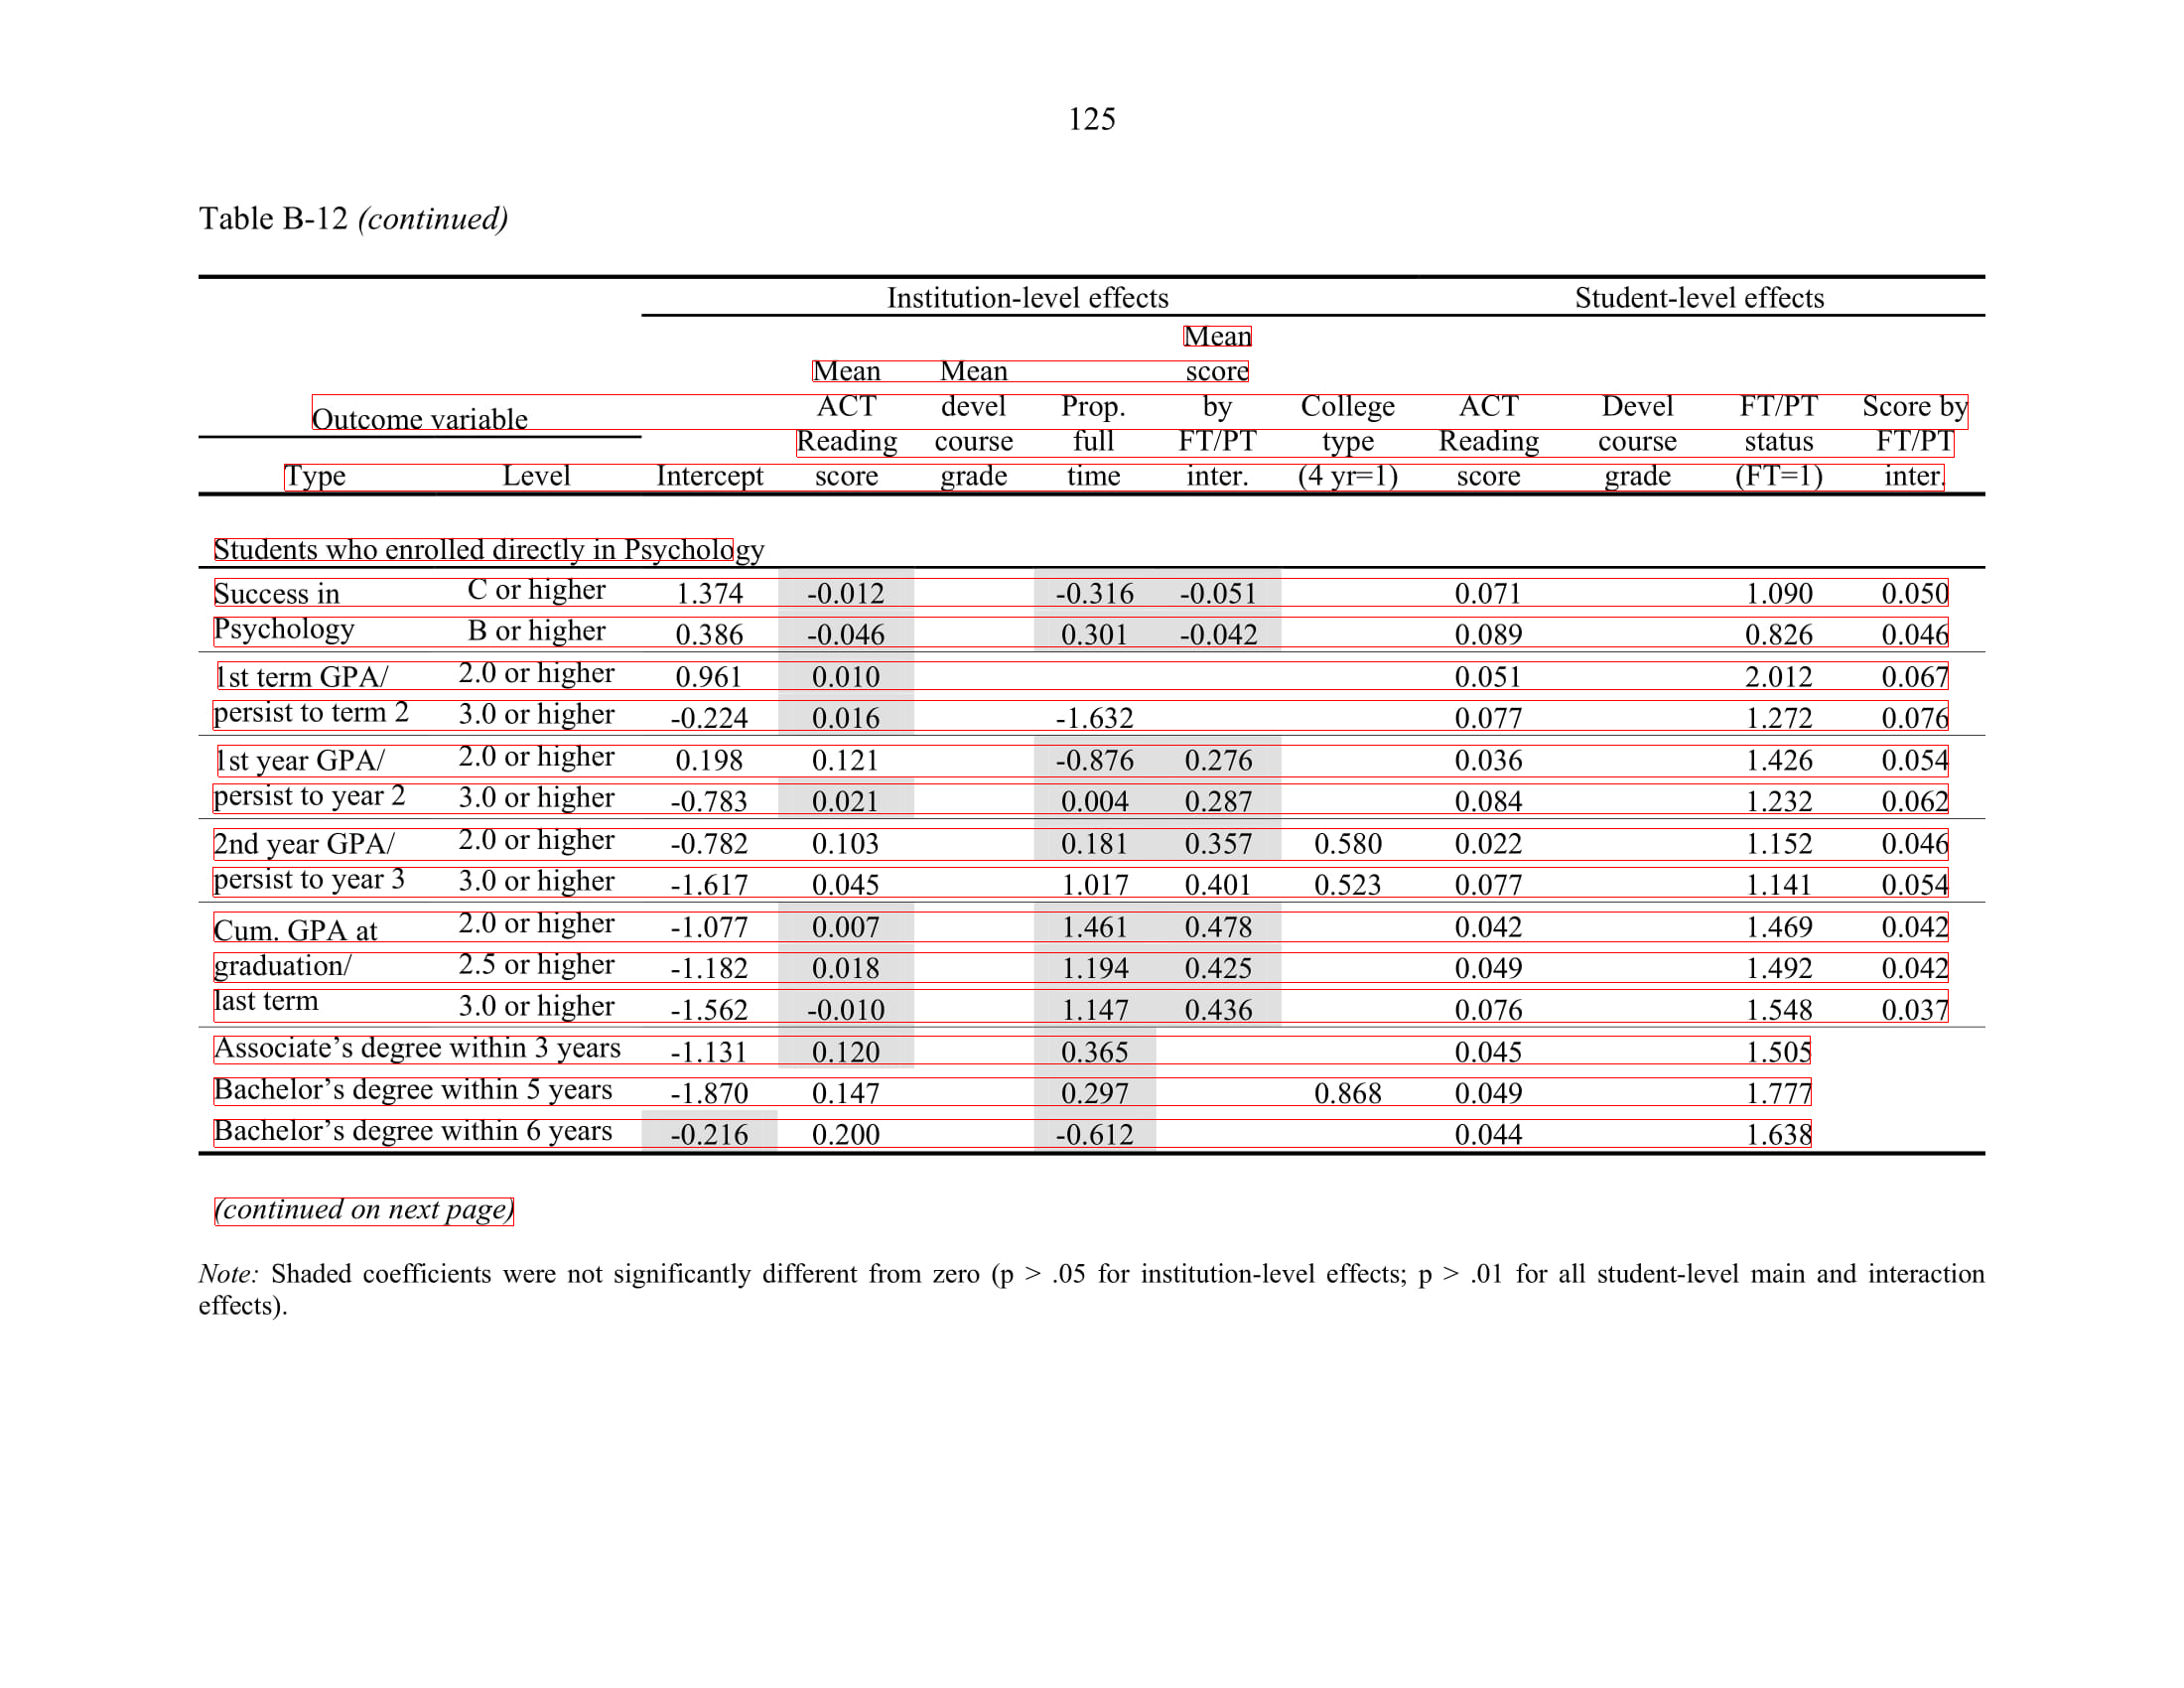 125
Table B-12 (continued)
Institution-level effects Student-level effects
Mean
Mean Mean score
Outcome variable ACT devel Prop. by College ACT Devel FT/PT Score by
Reading course full FT/PT type Reading course status FT/PT
Type Level Intercept score grade time inter. (4 yr=1) score grade (FT=1) inter.
Students who enrolled directly in Psychology
Success in C or higher 1.374 -0.012 -0.316 -0.051 0.071 1.090 0.050
Psychology B or higher 0.386 -0.046 0.301 -0.042 0.089 0.826 0.046
1st term GPA/ 2.0 or higher 0.961 0.010 0.051 2.012 0.067
persist to term 2 3.0 or higher -0.224 0.016 -1.632 0.077 1.272 0.076
1st year GPA/ 2.0 or higher 0.198 0.121 -0.876 0.276 0.036 1.426 0.054
persist to year 2 3.0 or higher -0.783 0.021 0.004 0.287 0.084 1.232 0.062
2nd year GPA/ 2.0 or higher -0.782 0.103 0.181 0.357 0.580 0.022 1.152 0.046
persist to year 3 3.0 or higher -1.617 0.045 1.017 0.401 0.523 0.077 1.141 0.054
Cum. GPA at 2.0 or higher -1.077 0.007 1.461 0.478 0.042 1.469 0.042
graduation/ 2.5 or higher -1.182 0.018 1.194 0.425 0.049 1.492 0.042
last term 3.0 or higher -1.562 -0.010 1.147 0.436 0.076 1.548 0.037
Associate’s degree within 3 years -1.131 0.120 0.365 0.045 1.505
Bachelor’s degree within 5 years -1.870 0.147 0.297 0.868 0.049 1.777
Bachelor’s degree within 6 years -0.216 0.200 -0.612 0.044 1.638
(continued on next page)
Note: Shaded coefficients were not significantly different from zero (p > .05 for institution-level effects; p > .01 for all student-level main and interaction
effects).